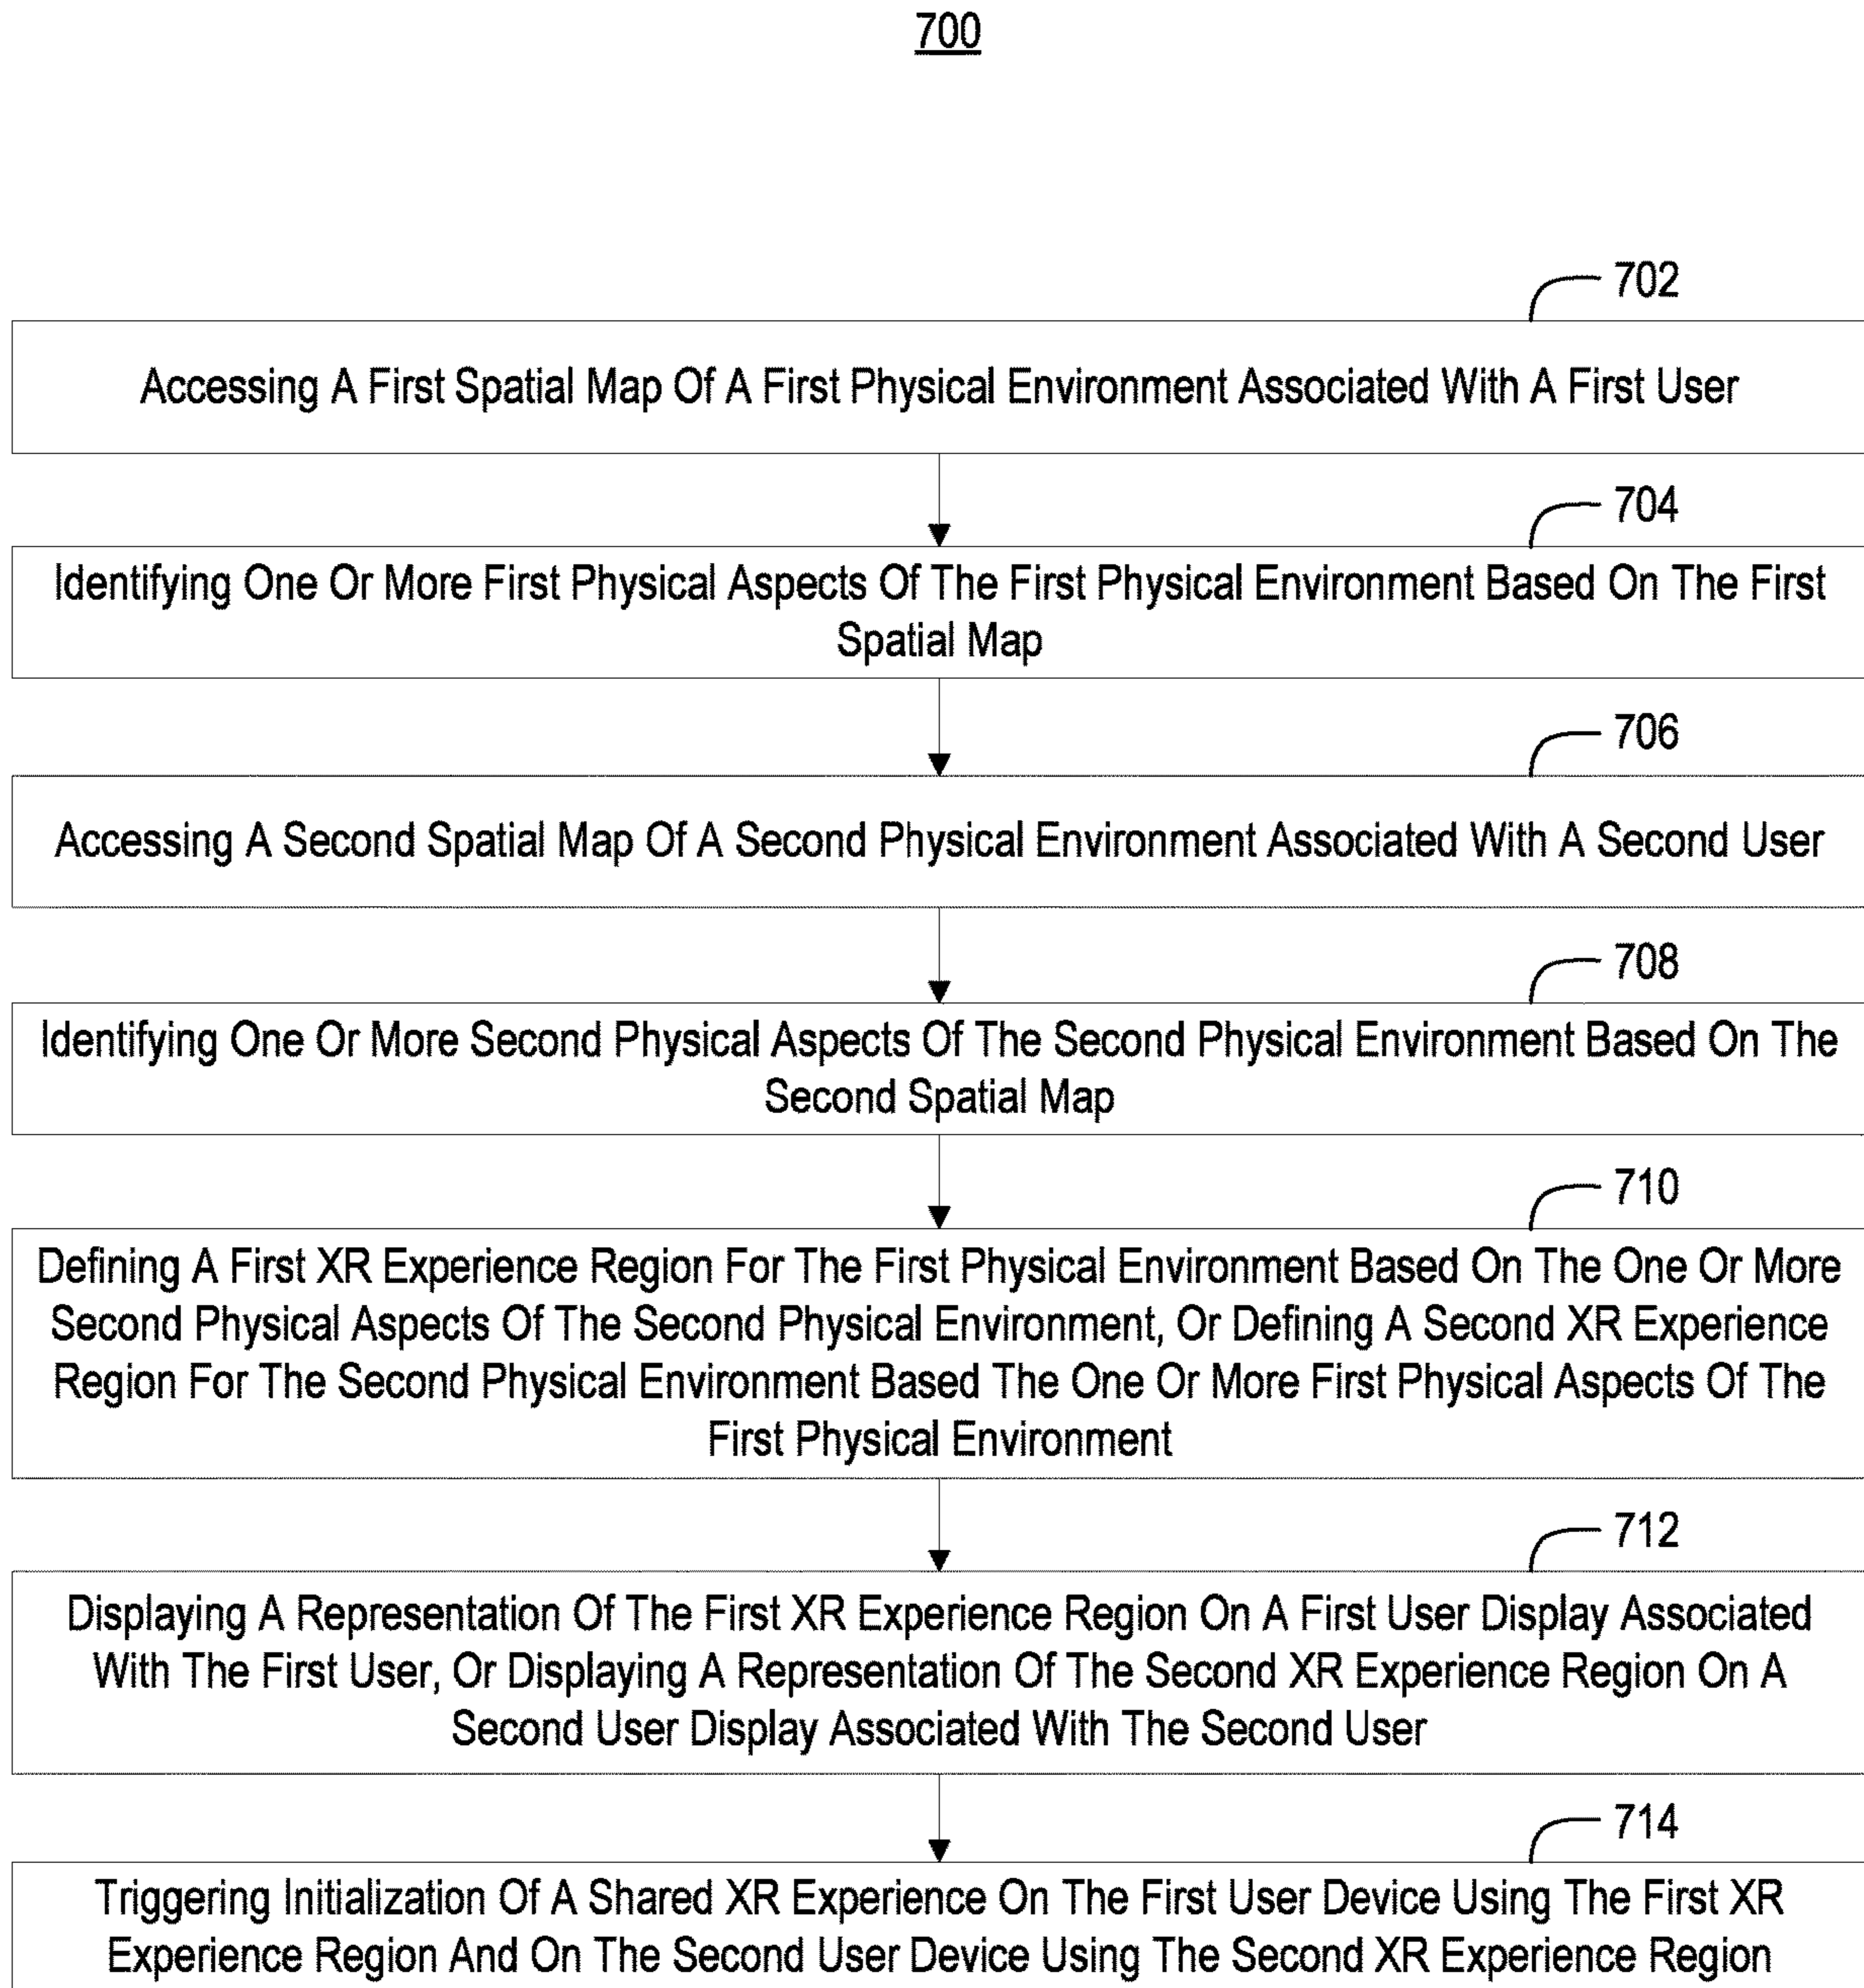 700
702
Accessing A First Spatial Map Of A First Physical Environment Associated With A First User
704
Identifying One Or More First Physical Aspects Of The First Physical Environment Based On The First
Spatial Map
706
Accessing A Second Spatial Map Of A Second Physical Environment Associated With A Second User
708
Identifying One Or More Second Physical Aspects Of The Second Physical Environment Based On The
Second Spatial Map
710
Defining A First XR Experience Region For The First Physical Environment Based On The One Or More
Second Physical Aspects Of The Second Physical Environment, Or Defining A Second XR Experience
Region For The Second Physical Environment Based The One Or More First Physical Aspects Of The
First Physical Environment
712
Displaying A Representation Of The First XR Experience Region On A First User Display Associated
With The First User, Or Displaying A Representation Of The Second XR Experience Region On A
Second User Display Associated With The Second User
714
Triggering Initialization Of A Shared XR Experience On The First User Device Using The First XR
Experience Region And On The Second User Device Using The Second XR Experience Region